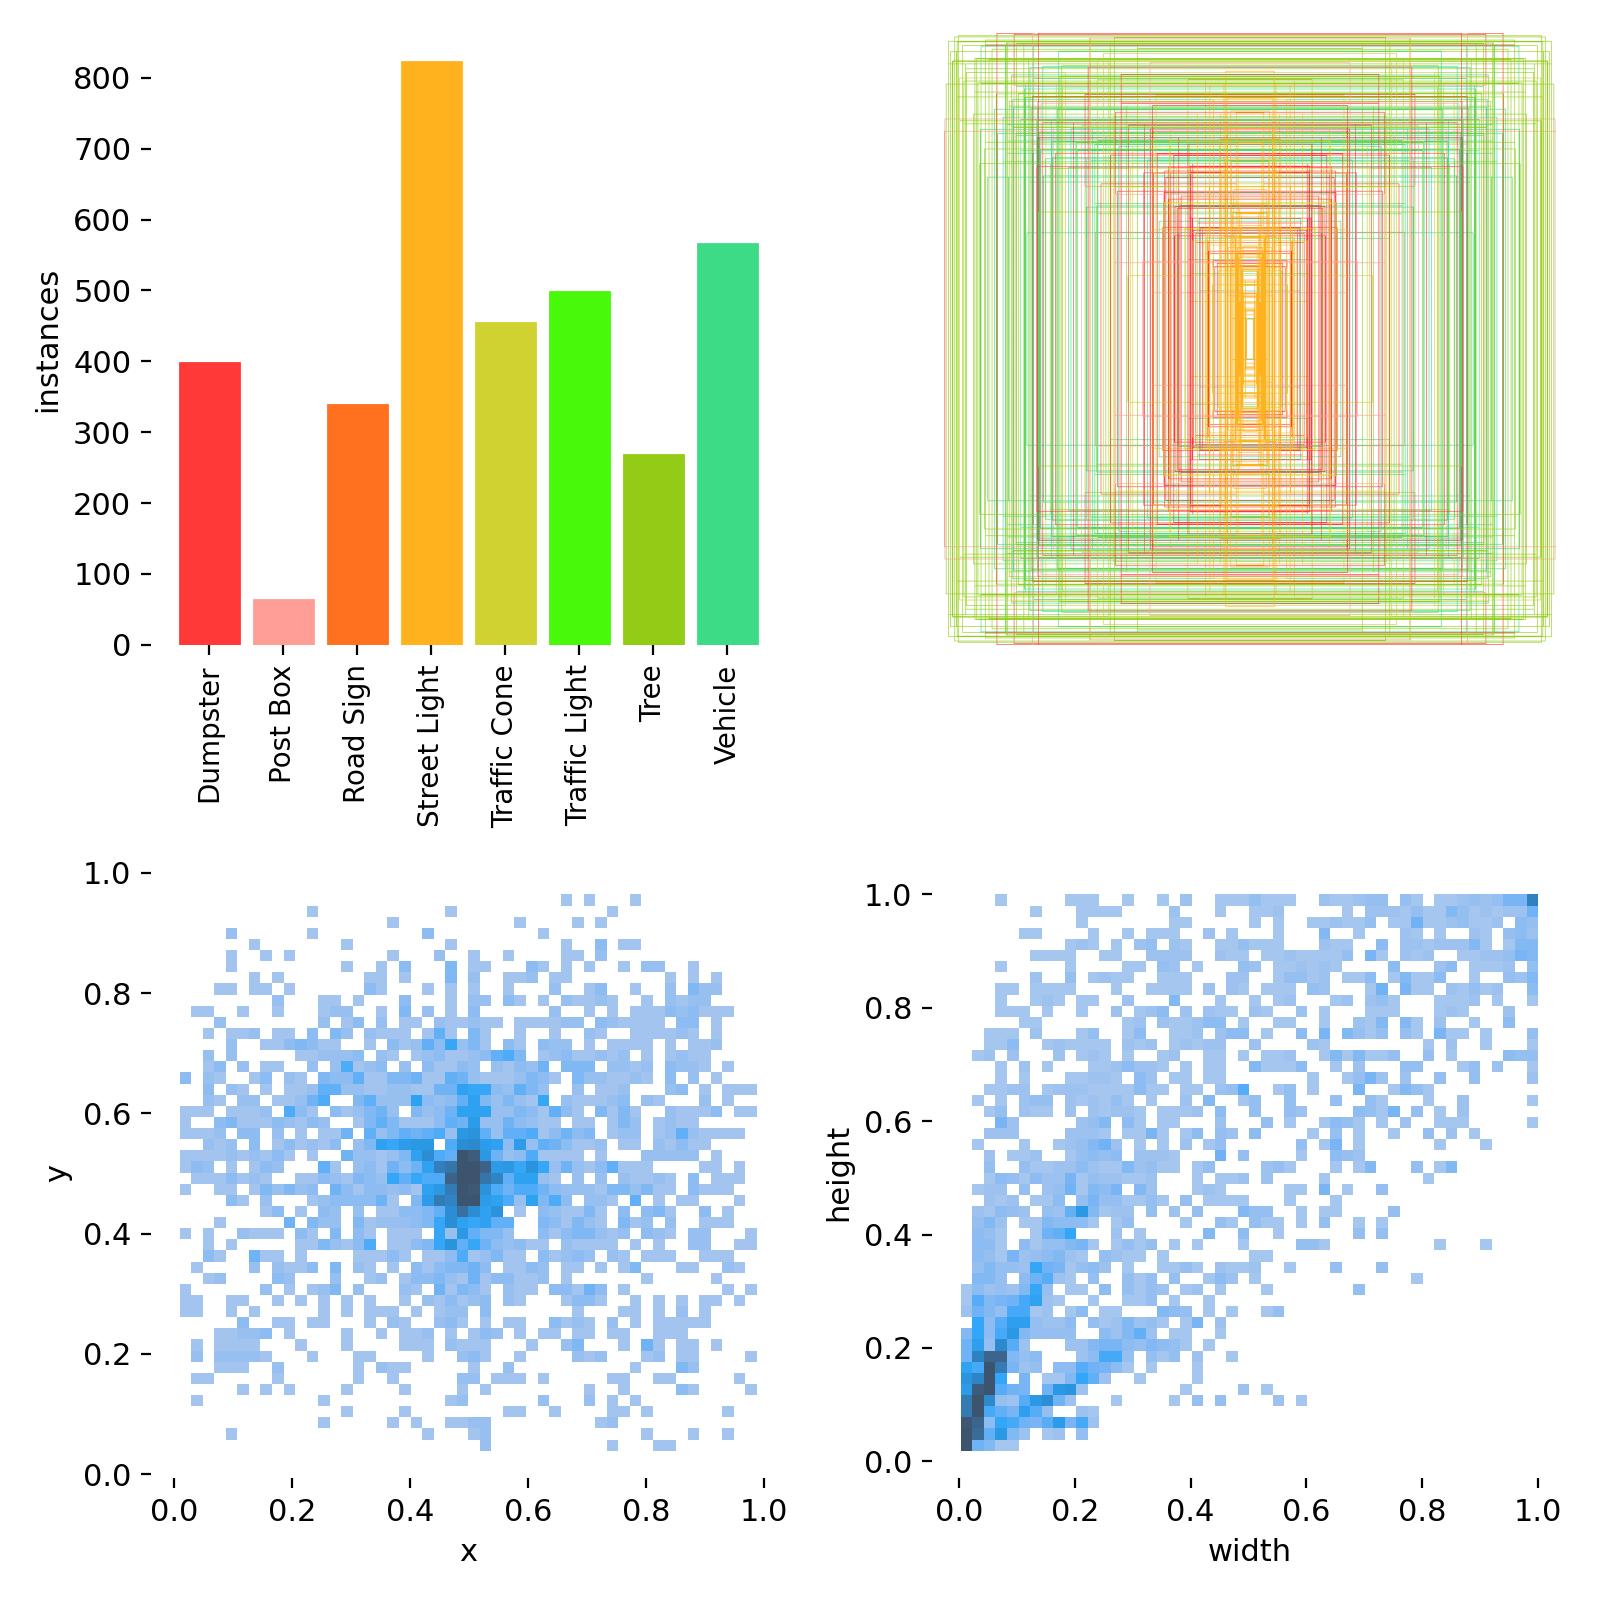 instances
800
700
600
500
400
300
200
100
0
Dumpster
Post Box
Road Sign
Street Light
Traffic Cone
Traffic Light
Tree
Vehicle
y
1.0
0.8
0.6
0.4
0.2
0.0
0.0 0.2 0.4 0.6 0.8 1.0
x
height
1.0
0.8
0.6
0.4
0.2
0.0
0.0 0.2 0.4 0.6 0.8 1.0
width